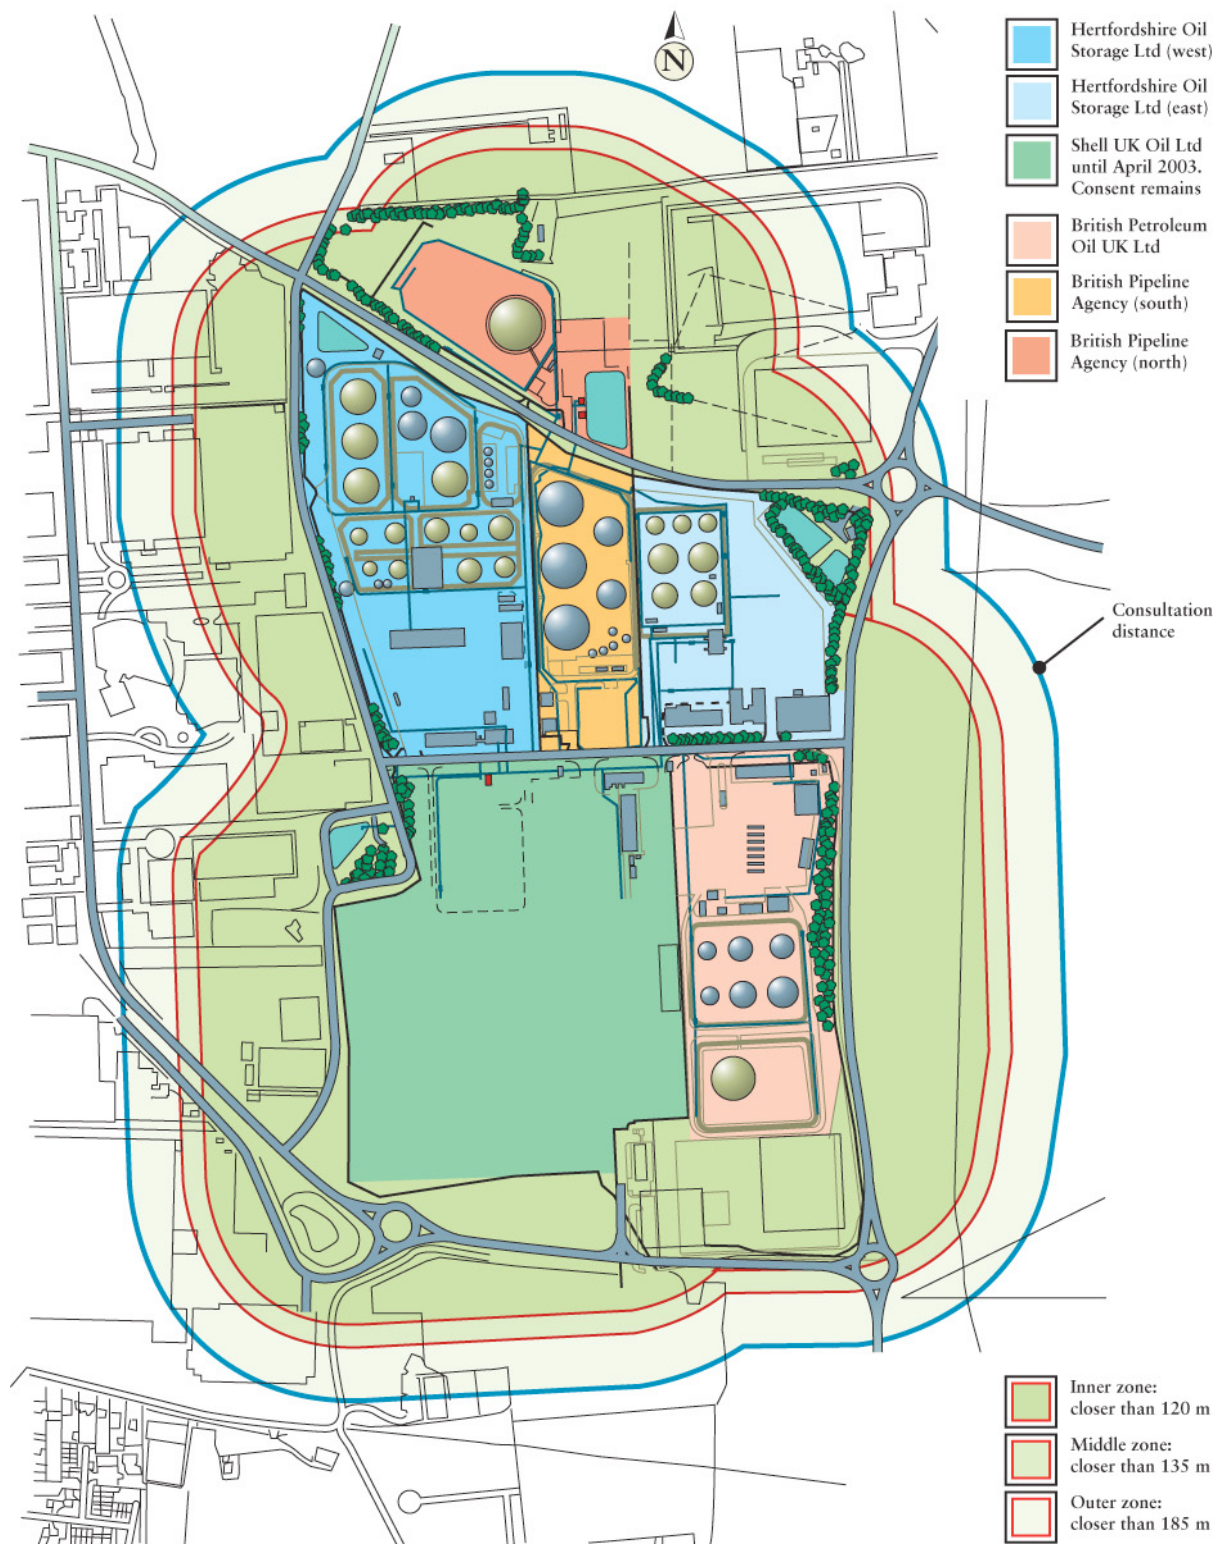 N
Hertfordshire Oil
Storage Ltd (west)
Hertfordshire Oil
Storage Ltd (east)
Shell UK Oil Ltd
until April 2003.
Consent remains
British Petroleum
Oil UK Ltd
British Pipeline
Agency (south)
British Pipeline
Agency (north)
Consultation
distance
Inner zone:
closer than 120 m
Middle zone:
closer than 135 m
Outer zone:
closer than 185 m